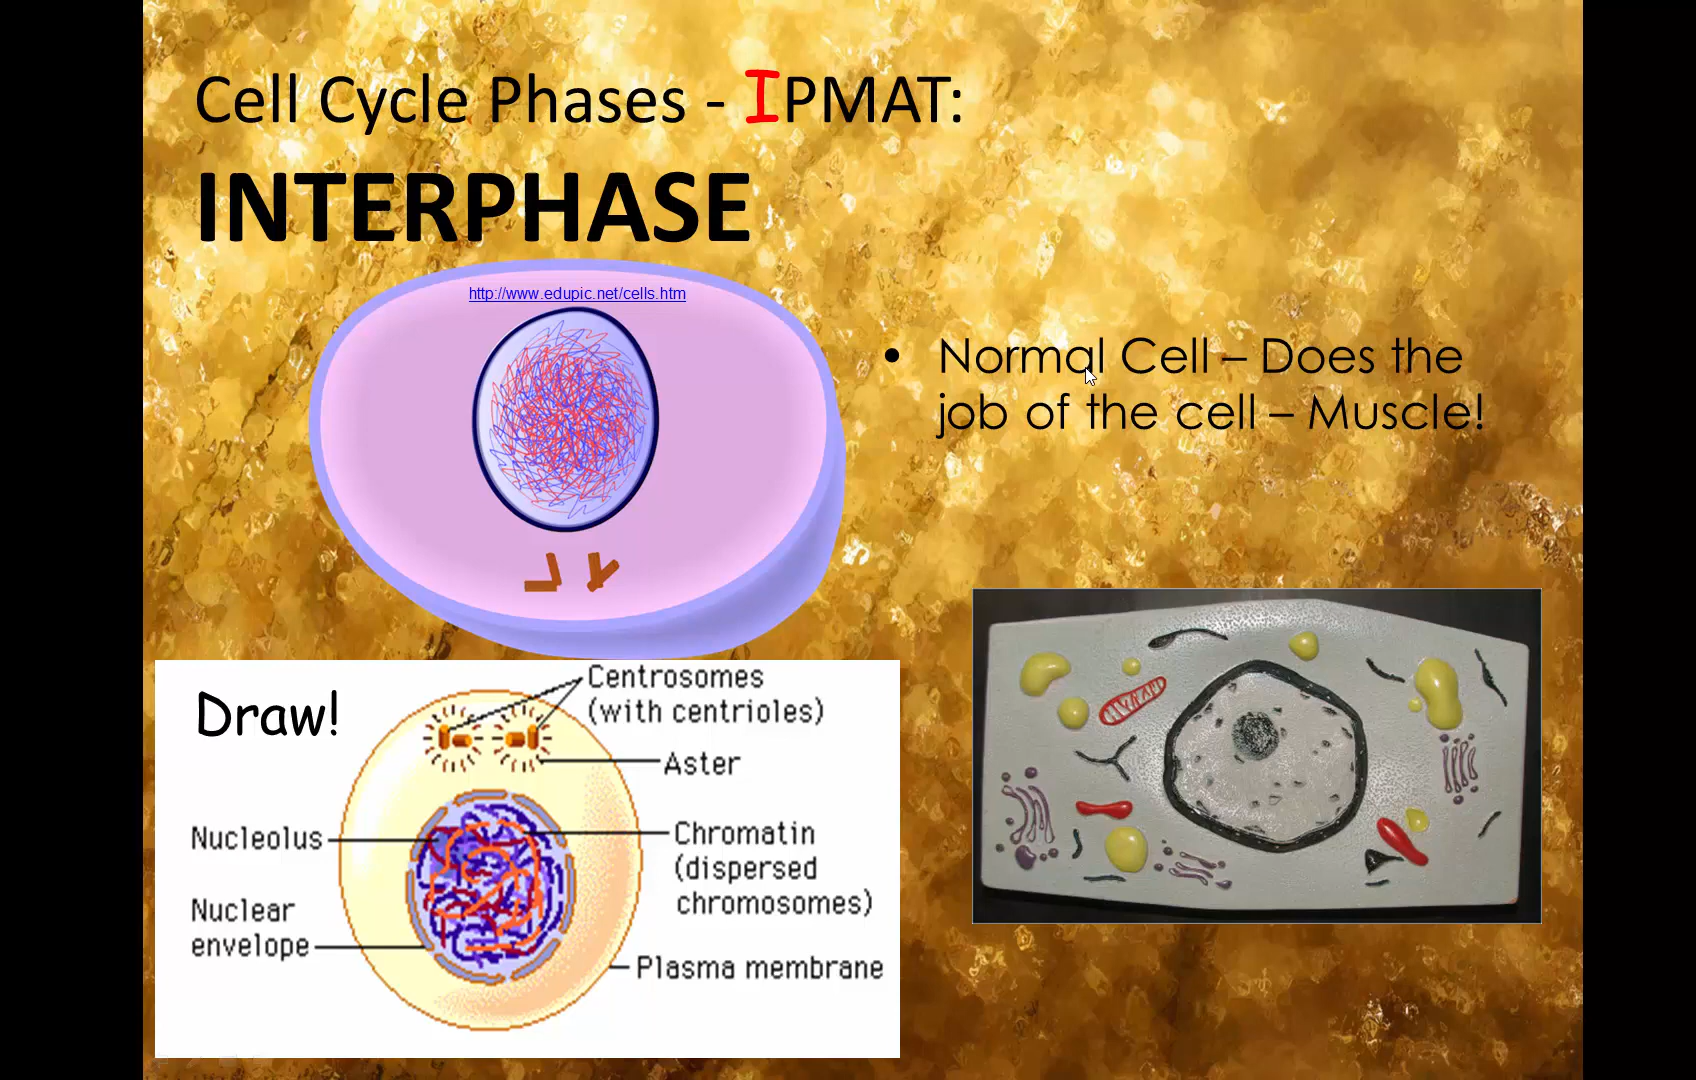 Cell Cycle Phases - IPMAT:
INTERPHASE
http://www.edupic.net/cells.htm
• Normal Cell – Does the
job of the cell – Muscle!
Draw!
Centrosomes
(with centrioles)
Aster
Nucleolus
Chromatin
(dispersed
chromosomes)
Nuclear
envelope
Plasma membrane